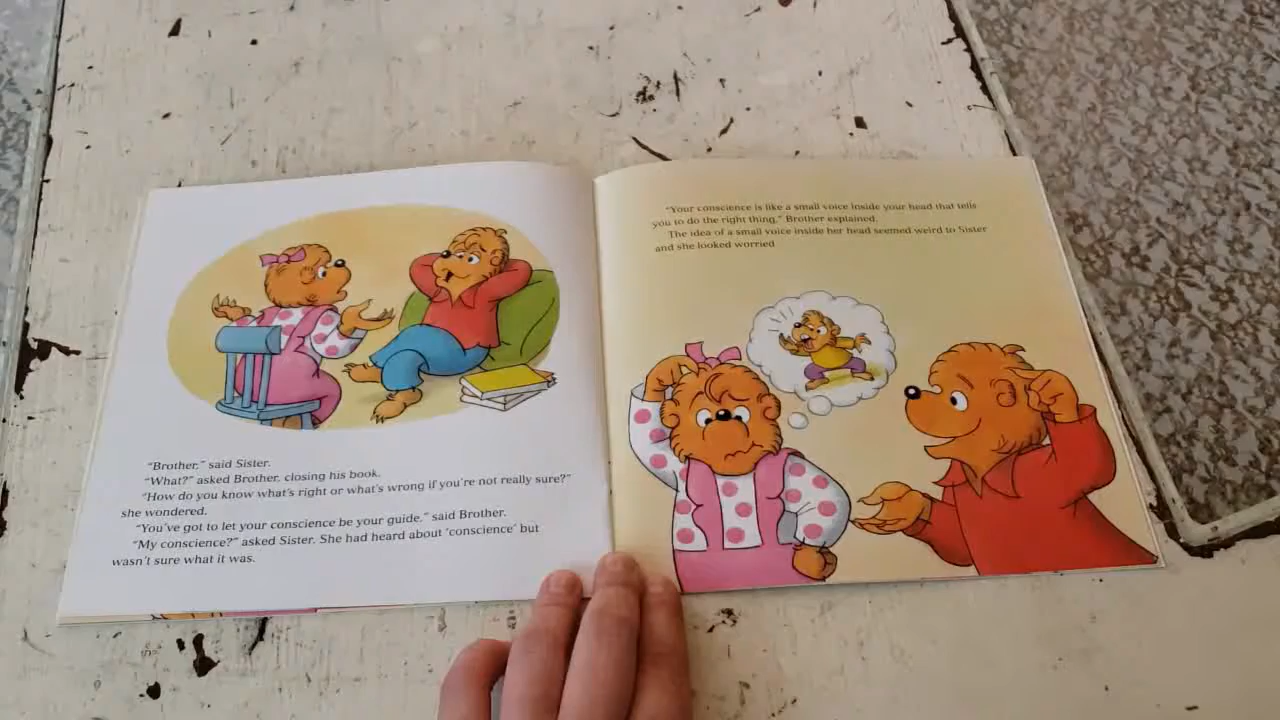 "Brother," said Sister.
"What?" asked Brother, closing his book.
"How do you know what's right or what's wrong if you're not really sure?"
she wondered.
"You've got to let your conscience be your guide," said Brother.
"My conscience?" asked Sister. She had heard about 'conscience' but
wasn't sure what it was.
"Your conscience is like a small voice inside your head that tells
you to do the right thing," Brother explained.
The idea of a small voice inside her head seemed weird to Sister
and she looked worried